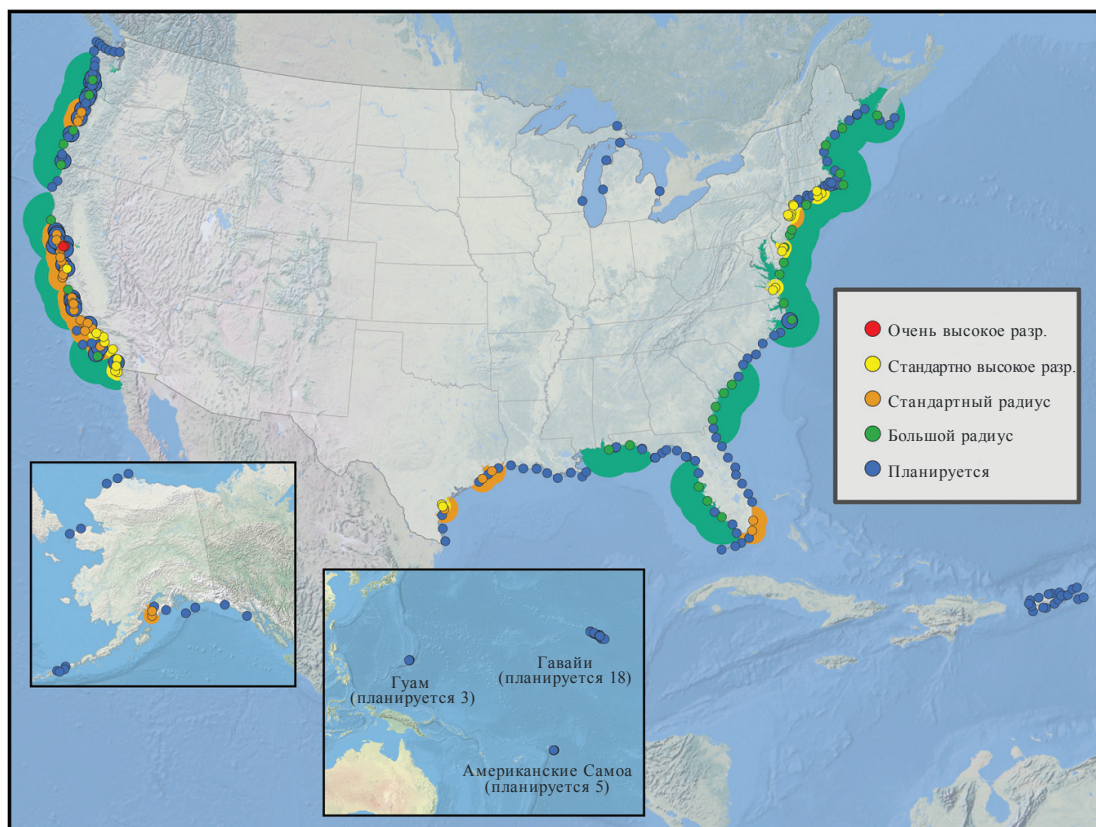 Очень высокое разр.
Стандартно высокое разр.
Стандартный радиус
Большой радиус
Планируется
Гавайи
(планируется 18)
Гуам
(планируется 3)
Американские Самоа
(планируется 5)